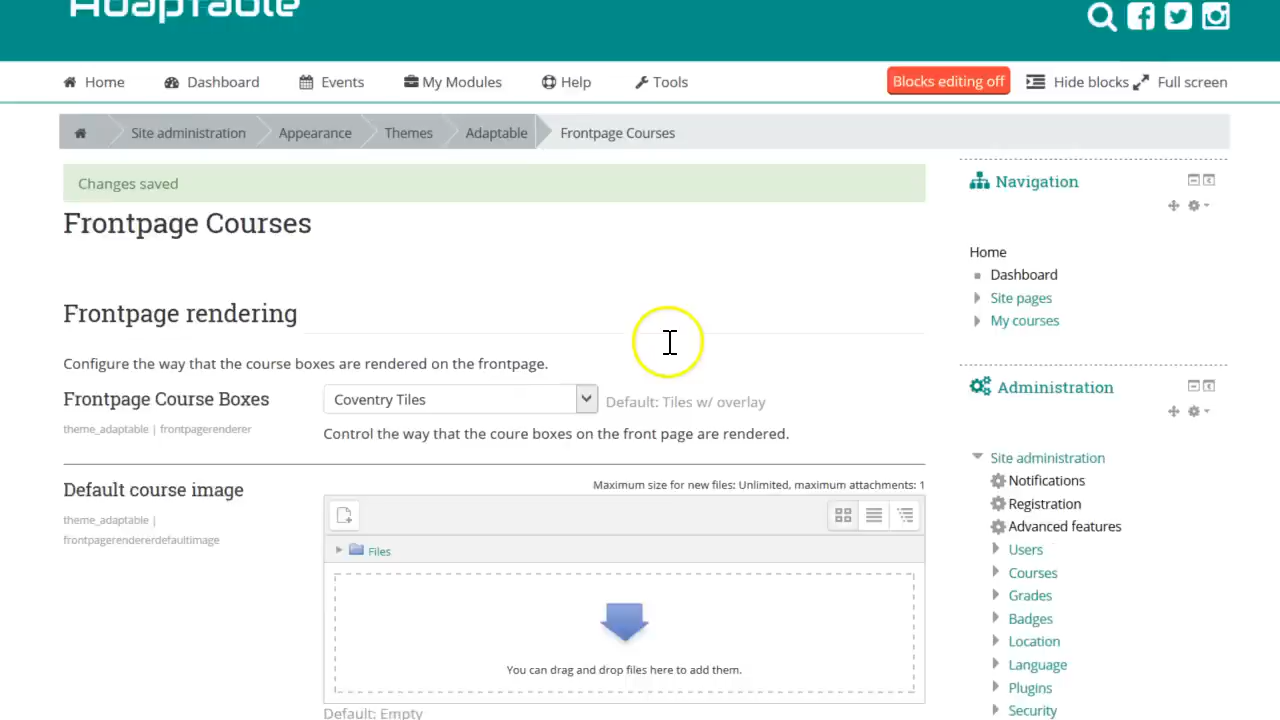 Adaptable
Home Dashboard Events My Modules Help Tools Blocks editing off Hide blocks Full screen
Site administration Appearance Themes Adaptable Frontpage Courses
Changes saved
Frontpage Courses
Frontpage rendering
Configure the way that the course boxes are rendered on the frontpage.
Frontpage Course Boxes
theme_adaptable | frontpagerenderer
Coventry Tiles
Default: Tiles w/ overlay
Control the way that the coure boxes on the front page are rendered.
Default course image
theme_adaptable |
frontpagerendererdefaultimage
Maximum size for new files: Unlimited, maximum attachments: 1
Files
You can drag and drop files here to add them.
Default: Empty
Navigation
Home
Dashboard
Site pages
My courses
Administration
Site administration
Notifications
Registration
Advanced features
Users
Courses
Grades
Badges
Location
Language
Plugins
Security